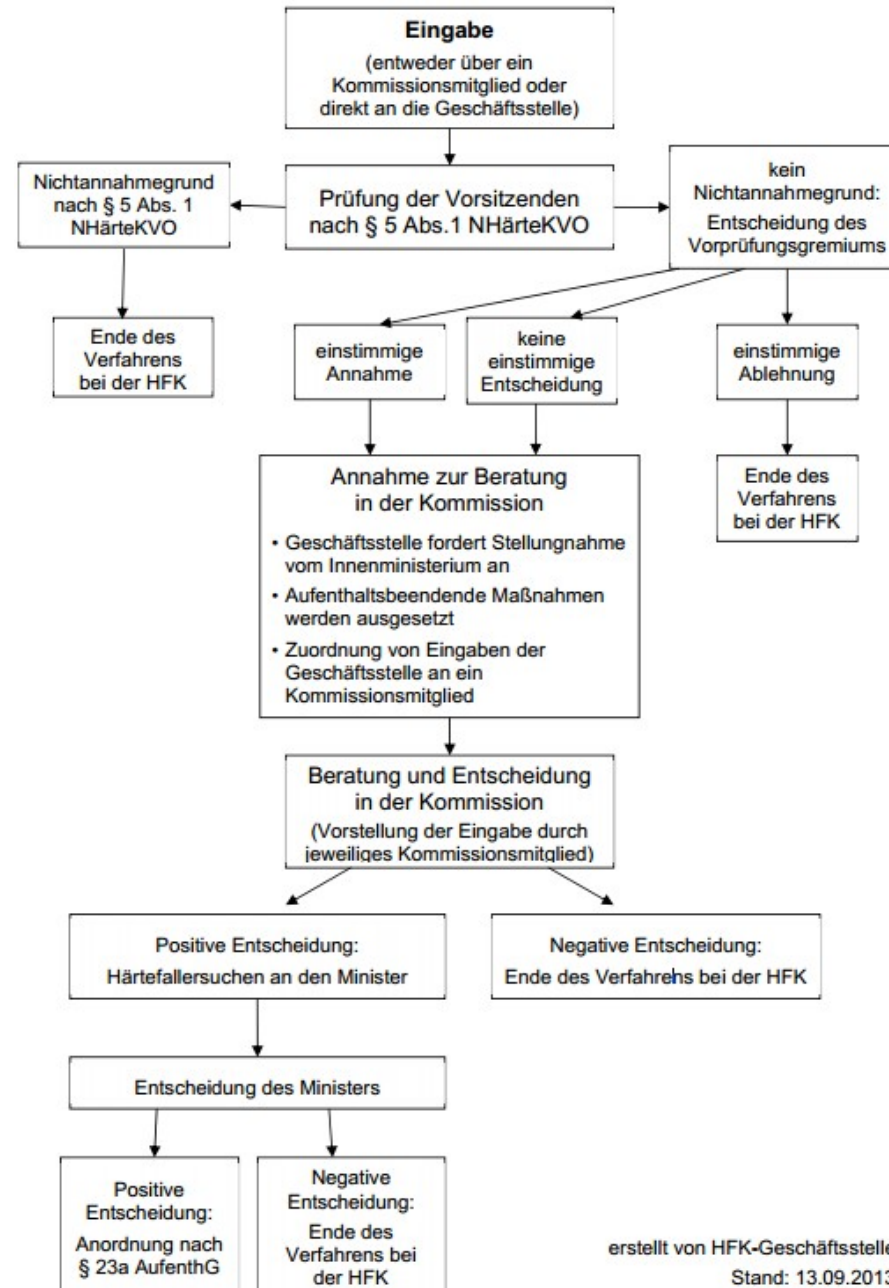 Eingabe
(entweder über ein
Kommissionsmitglied oder
direkt an die Geschäftsstelle)
Nichtannahmegrund
nach § 5 Abs. 1
NHärteKVO
Prüfung der Vorsitzenden
nach § 5 Abs.1 NHärteKVO
kein
Nichtannahmegrund:
Entscheidung des
Vorprüfungsgremiums
Ende des
Verfahrens
bei der HFK
einstimmige
Annahme
keine
einstimmige
Entscheidung
einstimmige
Ablehnung
Annahme zur Beratung
in der Kommission
• Geschäftsstelle fordert Stellungnahme
vom Innenministerium an
• Aufenthaltsbeendende Maßnahmen
werden ausgesetzt
• Zuordnung von Eingaben der
Geschäftsstelle an ein
Kommissionsmitglied
Ende des
Verfahrens
bei der HFK
Beratung und Entscheidung
in der Kommission
(Vorstellung der Eingabe durch
jeweiliges Kommissionsmitglied)
Positive Entscheidung:
Härtefallersuchen an den Minister
Negative Entscheidung:
Ende des Verfahrens bei der HFK
Entscheidung des Ministers
Positive
Entscheidung:
Anordnung nach
§ 23a AufenthG
Negative
Entscheidung:
Ende des
Verfahrens bei
der HFK
erstellt von HFK-Geschäftsstelle
Stand: 13.09.2013